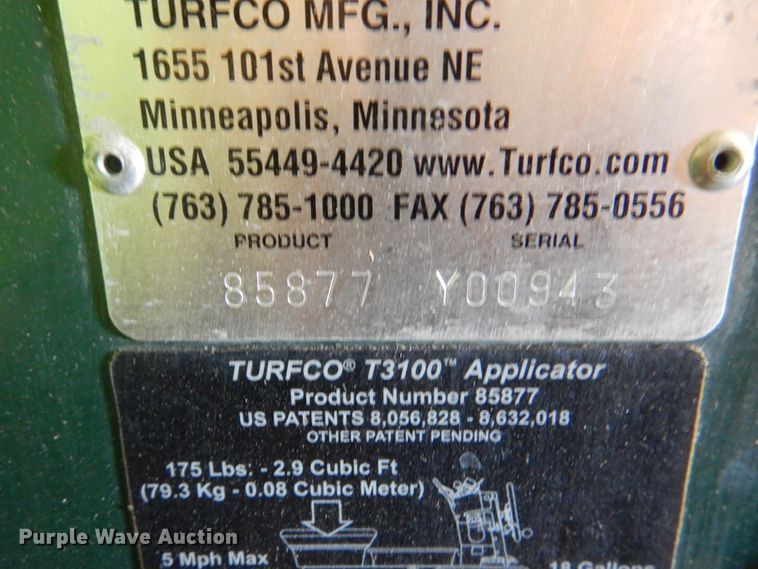 TURFCO MFG., INC.
1655 101st Avenue NE
Minneapolis, Minnesota
USA 55449-4420 www.Turfco.com
(763) 785-1000 FAX (763) 785-0556
PRODUCT SERIAL
85877 Y00943
TURFCO® T3100™ Applicator
Product Number 85877
US PATENTS 8,056,828 - 8,632,018
OTHER PATENT PENDING
175 Lbs. - 2.9 Cubic Ft
(79.3 Kg - 0.08 Cubic Meter)
5 Mph Max
18 Gallons
Purple Wave Auction